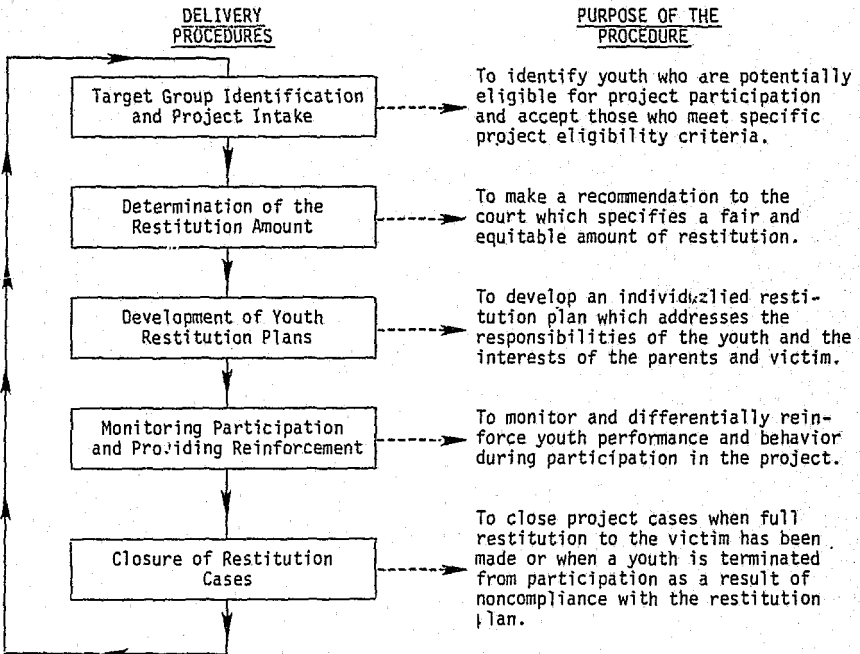 DELIVERY
PROCEDURES
PURPOSE OF THE
PROCEDURE
Target Group Identification
and Project Intake
To identify youth who are potentially
eligible for project participation
and accept those who meet specific
project eligibility criteria.
Determination of the
Restitution Amount
To make a recommendation to the
court which specifies a fair and
equitable amount of restitution.
Development of Youth
Restitution Plans
To develop an individuzlied resti-
tution plan which addresses the
responsibilities of the youth and the
interests of the parents and victim.
Monitoring Participation
and Providing Reinforcement
To monitor and differentially rein-
force youth performance and behavior
during participation in the project.
Closure of Restitution
Cases
To close project cases when full
restitution to the victim has been
made or when a youth is terminated
from participation as a result of
noncompliance with the restitution
plan.